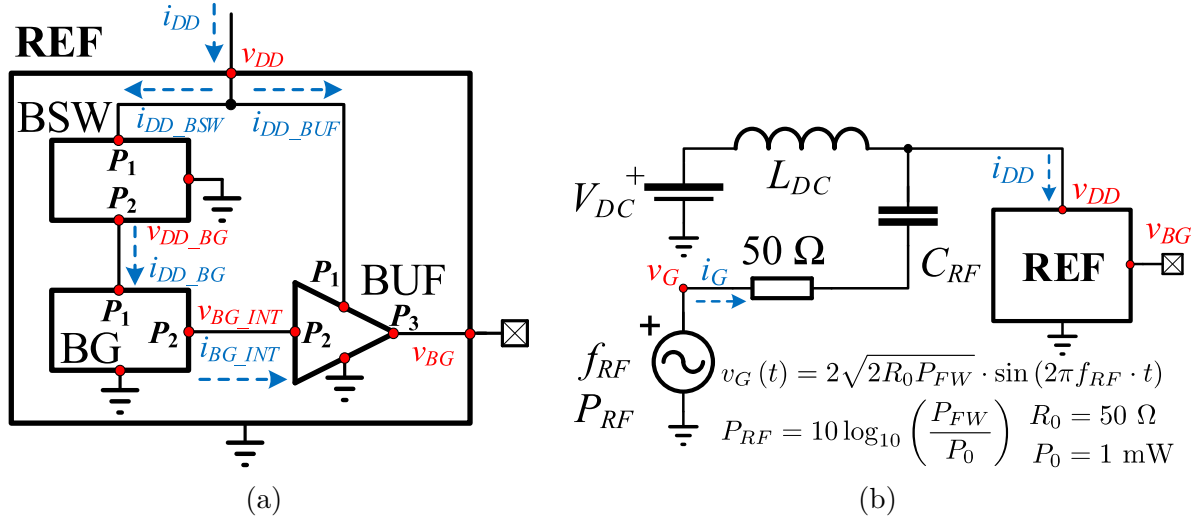 i_DD
REF
v_DD
BSW
i_DD_BSW
i_DD_BUF
P_1
P_2
v_DD_BG
i_DD_BG
P_1
BUF
P_1
P_2
v_BG_INT
P_2
P_3
BG
i_BG_INT
v_BG
(a)
L_DC
i_DD
+
V_DC
v_DD
v_BG
50 Ω
C_RF
REF
v_G
i_G
+
f_RF
v_G (t) = 2√(2R_0P_FW) · sin (2πf_RF · t)
P_RF
P_RF = 10 log_10 (P_FW/P_0) R_0 = 50 Ω
P_0 = 1 mW
(b)